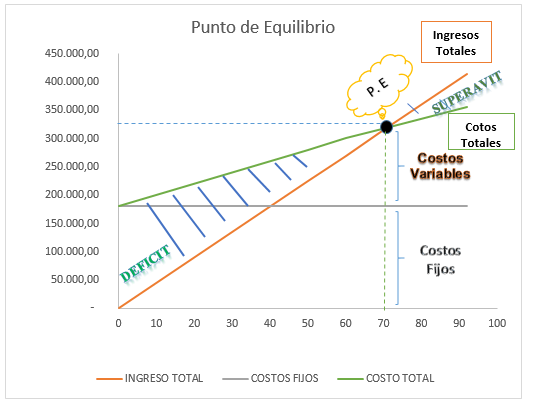 Punto de Equilibrio
Ingresos
Totales
450.000,00
400.000,00
350.000,00
300.000,00
250.000,00
200.000,00
150.000,00
100.000,00
50.000,00
-
P. E
SUPERAVIT
Cotos
Totales
Costos
Variables
DEFICIT
Costos
Fijos
0 10 20 30 40 50 60 70 80 90 100
INGRESO TOTAL COSTOS FIJOS COSTO TOTAL